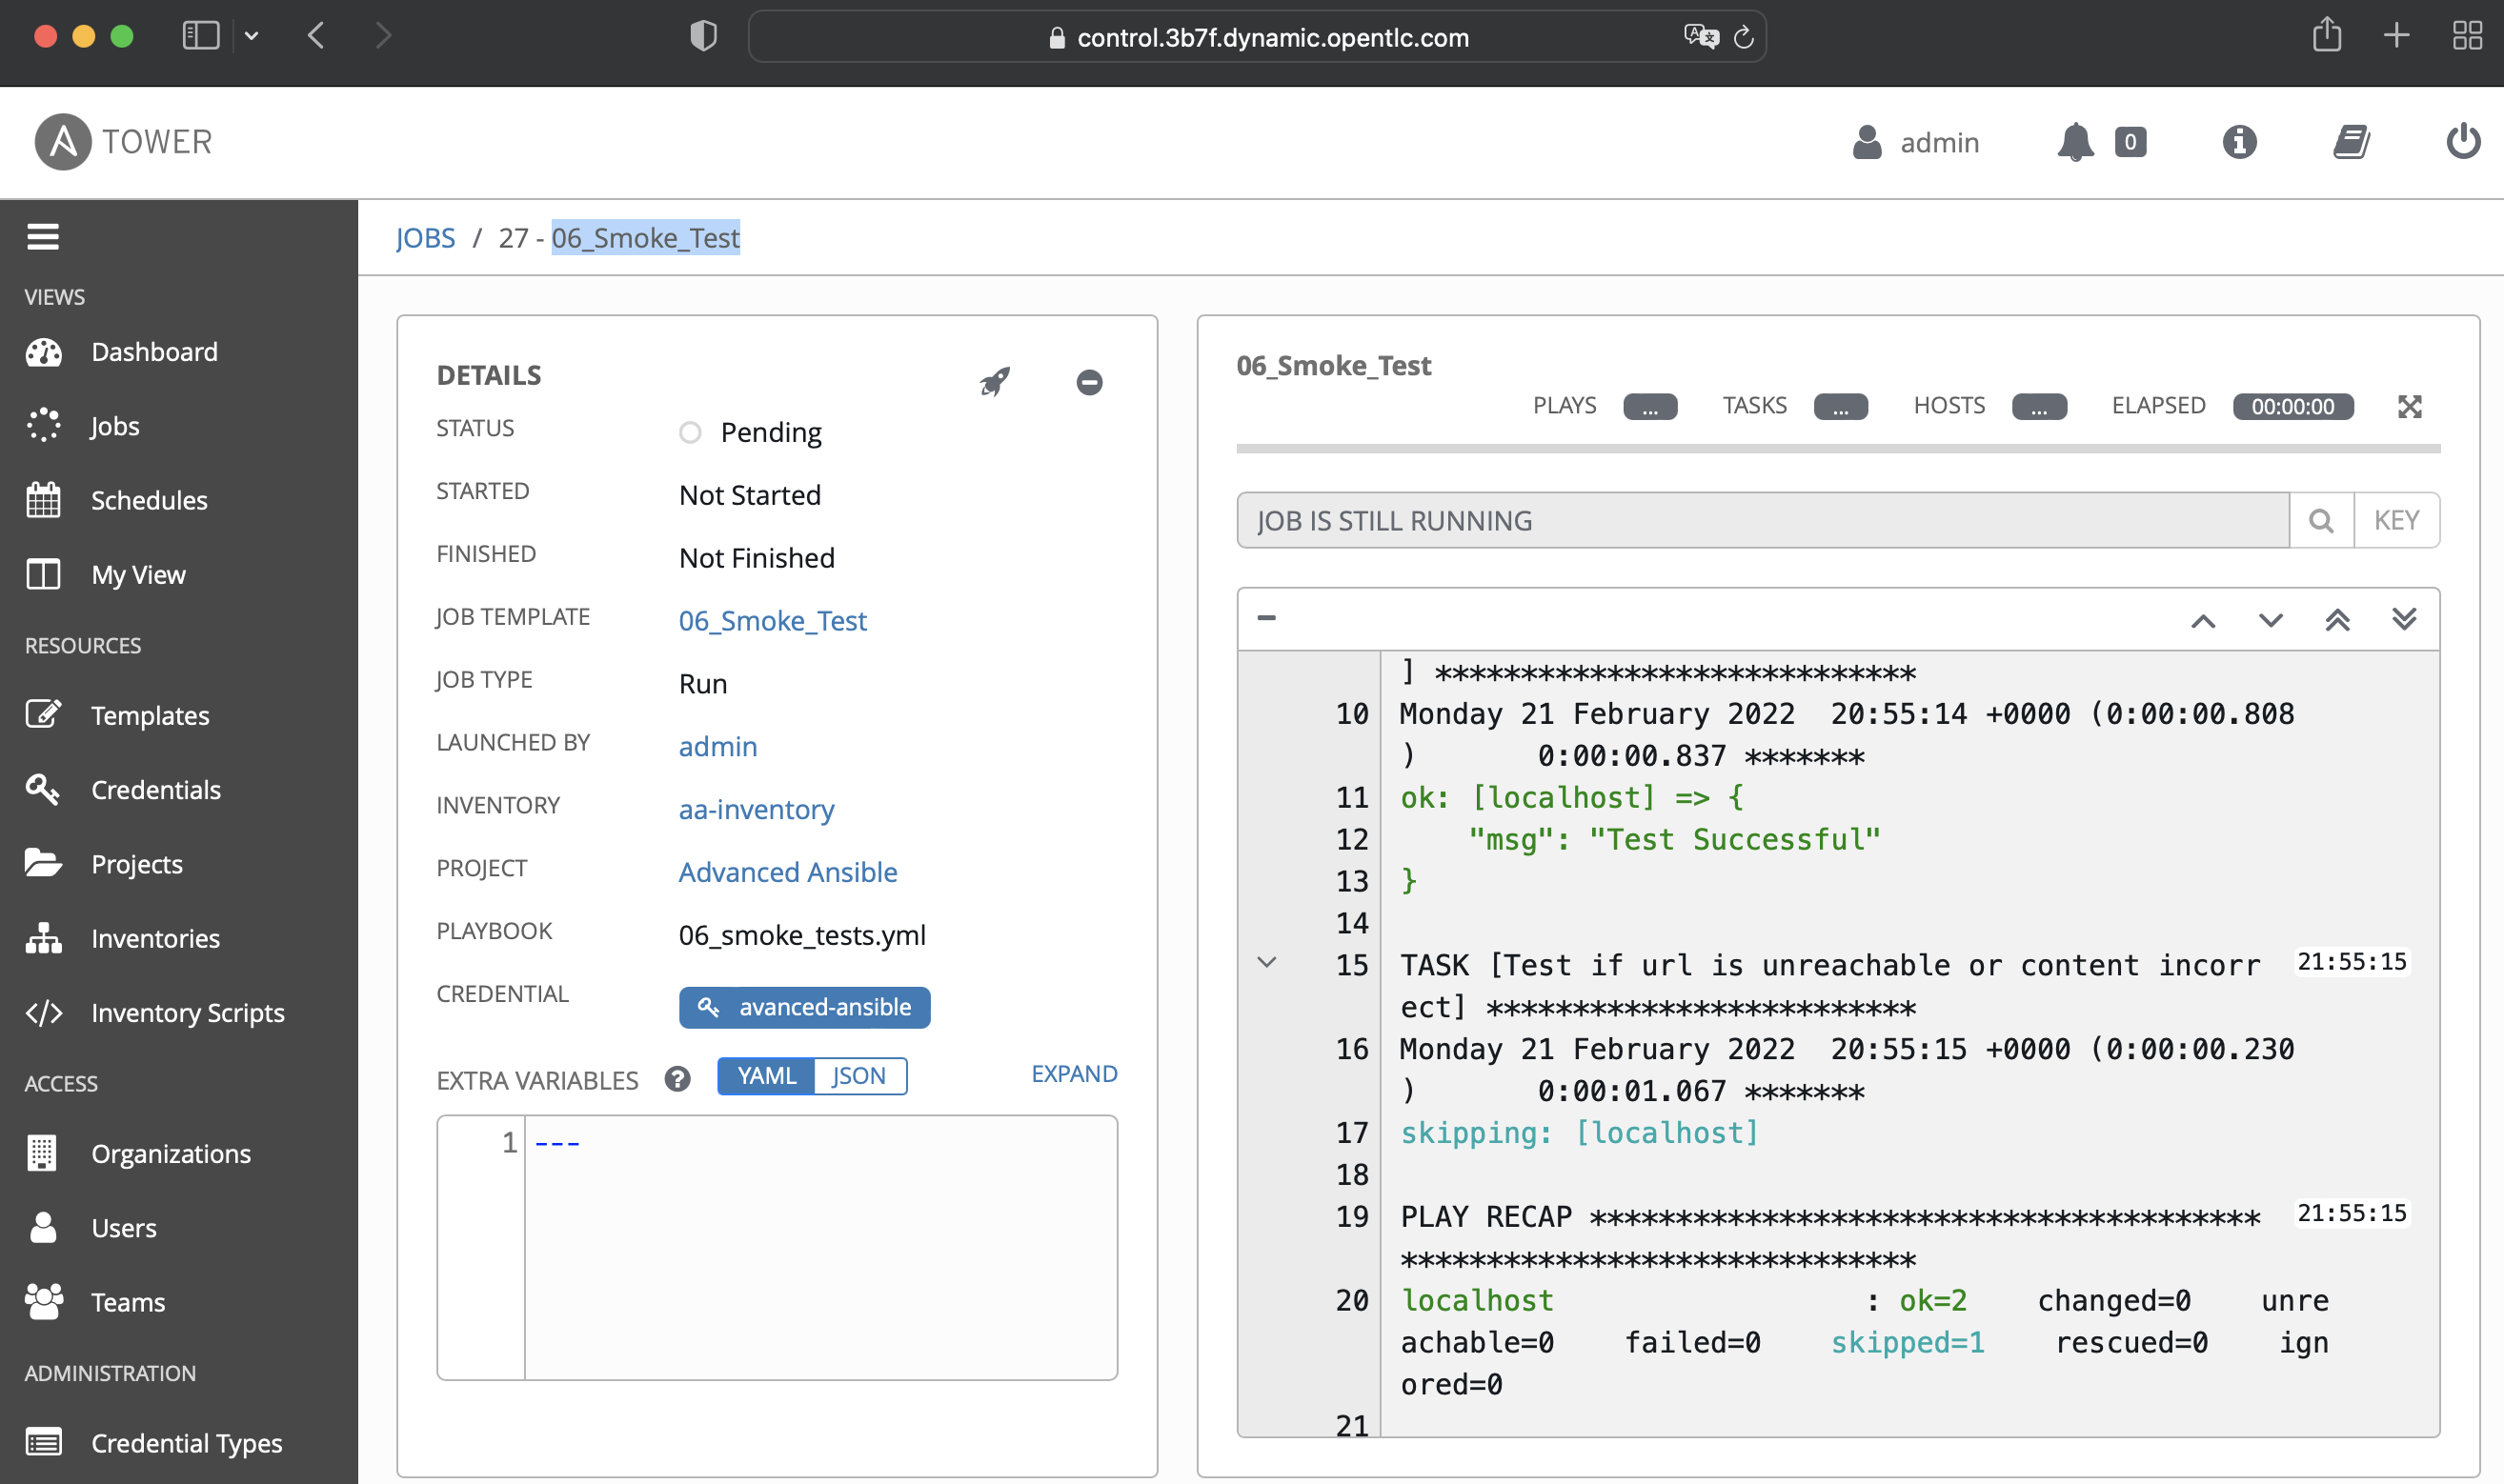 control.3b7f.dynamic.opentlc.com
A TOWER
admin
0
JOBS / 27 - 06_Smoke_Test
VIEWS
Dashboard
Jobs
Schedules
My View
RESOURCES
Templates
Credentials
Projects
Inventories
Inventory Scripts
ACCESS
Organizations
Users
Teams
ADMINISTRATION
Credential Types
DETAILS
STATUS Pending
STARTED Not Started
FINISHED Not Finished
JOB TEMPLATE 06_Smoke_Test
JOB TYPE Run
LAUNCHED BY admin
INVENTORY aa-inventory
PROJECT Advanced Ansible
PLAYBOOK 06_smoke_tests.yml
CREDENTIAL avanced-ansible
EXTRA VARIABLES ? YAML JSON EXPAND
1 ---
06_Smoke_Test
PLAYS ... TASKS ... HOSTS ... ELAPSED 00:00:00
JOB IS STILL RUNNING KEY
] ****************************
10 Monday 21 February 2022  20:55:14 +0000 (0:00:00.808
)       0:00:00.837 *******
11 ok: [localhost] => {
12     "msg": "Test Successful"
13 }
14
15 TASK [Test if url is unreachable or content incorr 21:55:15
ect] *************************
16 Monday 21 February 2022  20:55:15 +0000 (0:00:00.230
)       0:00:01.067 *******
17 skipping: [localhost]
18
19 PLAY RECAP *************************************** 21:55:15
******************************
20 localhost                  : ok=2    changed=0    unre
achable=0    failed=0    skipped=1    rescued=0    ign
ored=0
21